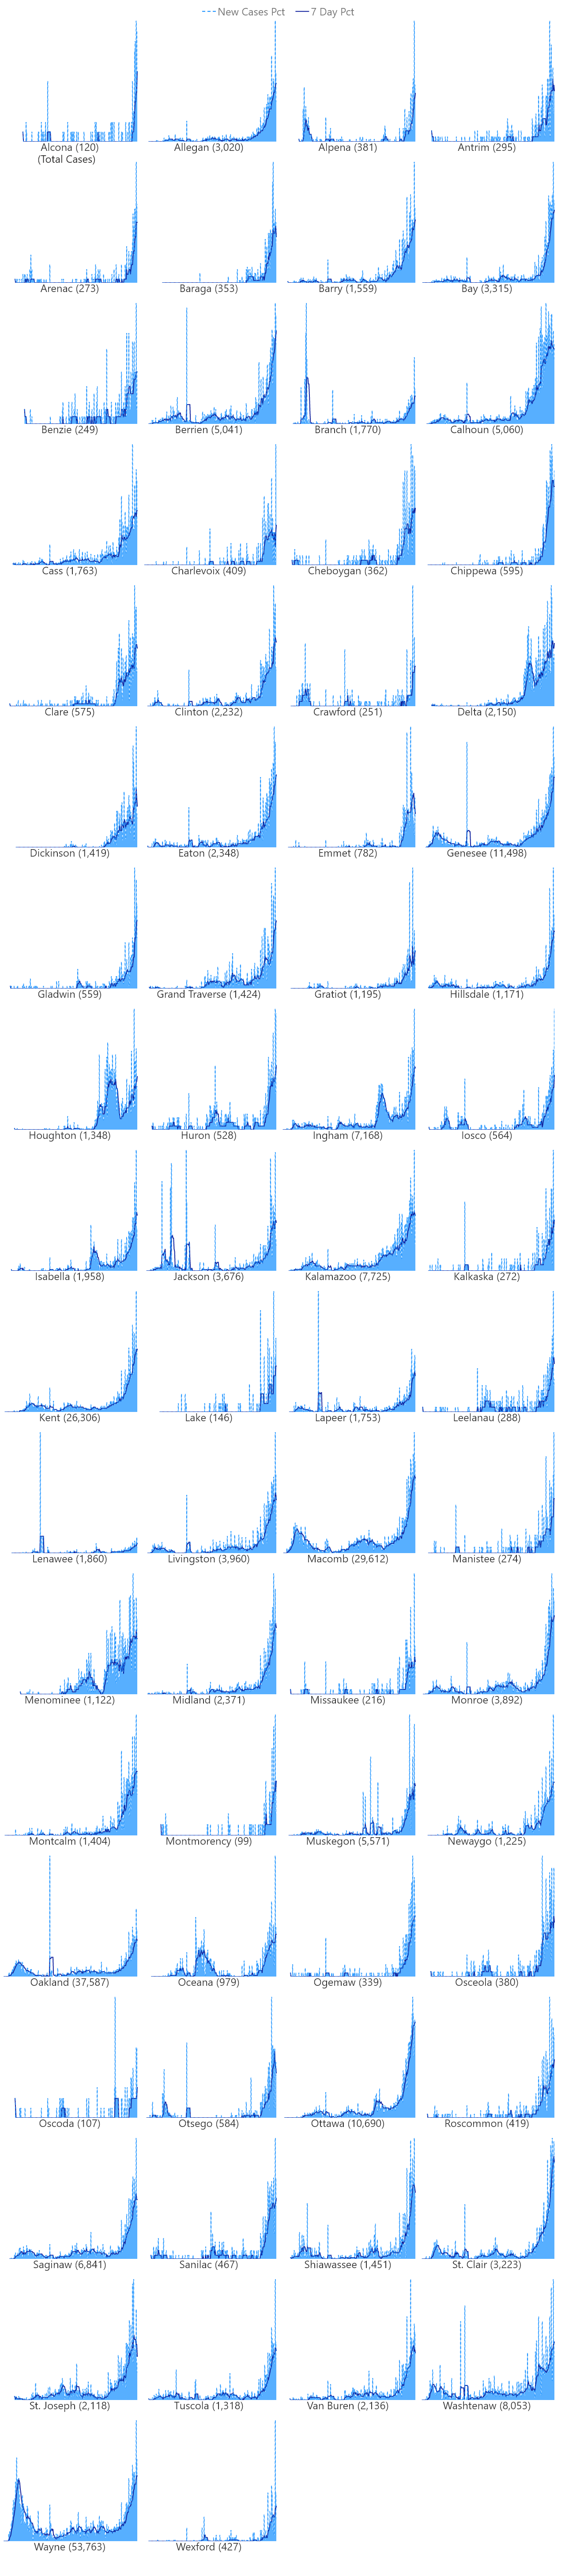 New Cases Pct 7 Day Pct
Alcona (120) Allegan (3,020) Alpena (381) Antrim (295)
(Total Cases)
Arenac (273) Baraga (353) Barry (1,559) Bay (3,315)
Benzie (249) Berrien (5,041) Branch (1,770) Calhoun (5,060)
Cass (1,763) Charlevoix (409) Cheboygan (362) Chippewa (595)
Clare (575) Clinton (2,232) Crawford (251) Delta (2,150)
Dickinson (1,419) Eaton (2,348) Emmet (782) Genesee (11,498)
Gladwin (559) Grand Traverse (1,424) Gratiot (1,195) Hillsdale (1,171)
Houghton (1,348) Huron (528) Ingham (7,168) Iosco (564)
Isabella (1,958) Jackson (3,676) Kalamazoo (7,725) Kalkaska (272)
Kent (26,306) Lake (146) Lapeer (1,753) Leelanau (288)
Lenawee (1,860) Livingston (3,960) Macomb (29,612) Manistee (274)
Menominee (1,122) Midland (2,371) Missaukee (216) Monroe (3,892)
Montcalm (1,404) Montmorency (99) Muskegon (5,571) Newaygo (1,225)
Oakland (37,587) Oceana (979) Ogemaw (339) Osceola (380)
Oscoda (107) Otsego (584) Ottawa (10,690) Roscommon (419)
Saginaw (6,841) Sanilac (467) Shiawassee (1,451) St. Clair (3,223)
St. Joseph (2,118) Tuscola (1,318) Van Buren (2,136) Washtenaw (8,053)
Wayne (53,763) Wexford (427)